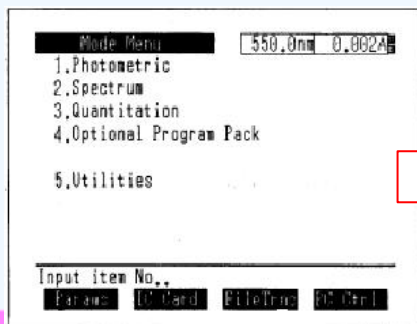 Mode Menu 550.0nm 0.002A
1.Photometric
2.Spectrum
3.Quantitation
4.Optional Program Pack
5.Utilities
Input item No..
Params IC Card FileTrns PC Ctrl